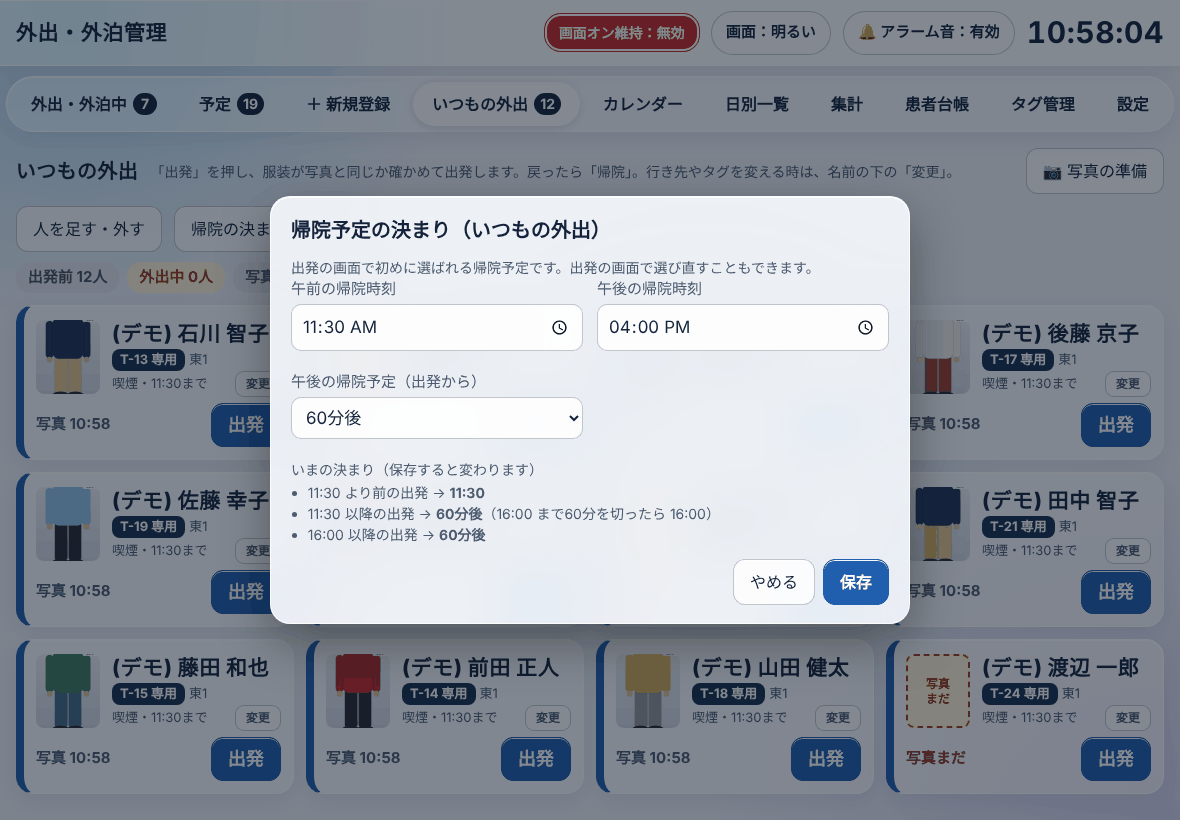 外出・外泊管理
画面オン維持：無効
画面：明るい
🔔 アラーム音：有効
10:58:04
外出・外泊中 7
予定 19
＋ 新規登録
いつもの外出 12
カレンダー
日別一覧
集計
患者台帳
タグ管理
設定
いつもの外出
「出発」を押し、服装が写真と同じか確かめて出発します。戻ったら「帰院」。行き先やタグを変える時は、名前の下の「変更」。
📷 写真の準備
人を足す・外す
帰院の決ま
出発前 12人
外出中 0人
写真
帰院予定の決まり（いつもの外出）
出発の画面で初めに選ばれる帰院予定です。出発の画面で選び直すこともできます。
午前の帰院時刻
午後の帰院時刻
11:30 AM
04:00 PM
午後の帰院予定（出発から）
60分後
いまの決まり（保存すると変わります）
• 11:30 より前の出発 → 11:30
• 11:30 以降の出発 → 60分後（16:00 まで60分を切ったら 16:00）
• 16:00 以降の出発 → 60分後
やめる
保存
(デモ) 石川 智子
T-13 専用 東1
喫煙・11:30まで
変更
写真 10:58
出発
(デモ) 後藤 京子
T-17 専用 東1
喫煙・11:30まで
変更
写真 10:58
出発
(デモ) 佐藤 幸子
T-19 専用 東1
喫煙・11:30まで
変更
写真 10:58
出発
(デモ) 田中 智子
T-21 専用 東1
喫煙・11:30まで
変更
写真 10:58
出発
(デモ) 藤田 和也
T-15 専用 東1
喫煙・11:30まで
変更
写真 10:58
出発
(デモ) 前田 正人
T-14 専用 東1
喫煙・11:30まで
変更
写真 10:58
出発
(デモ) 山田 健太
T-18 専用 東1
喫煙・11:30まで
変更
写真 10:58
出発
写真
まだ
(デモ) 渡辺 一郎
T-24 専用 東1
喫煙・11:30まで
変更
写真まだ
出発